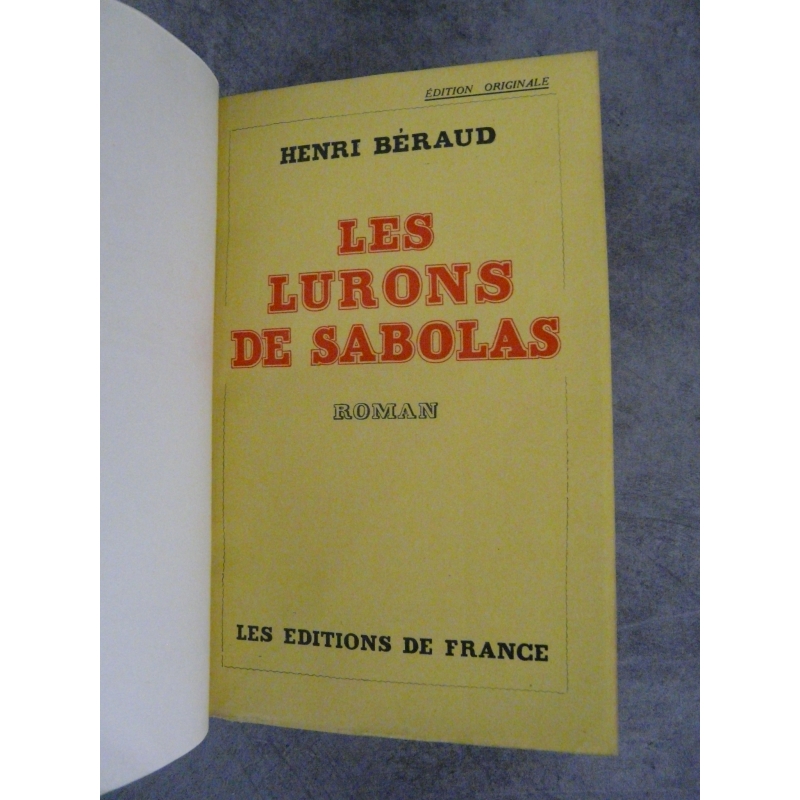 ÉDITION ORIGINALE
HENRI BÉRAUD
LES
LURONS
DE SABOLAS
ROMAN
LES EDITIONS DE FRANCE